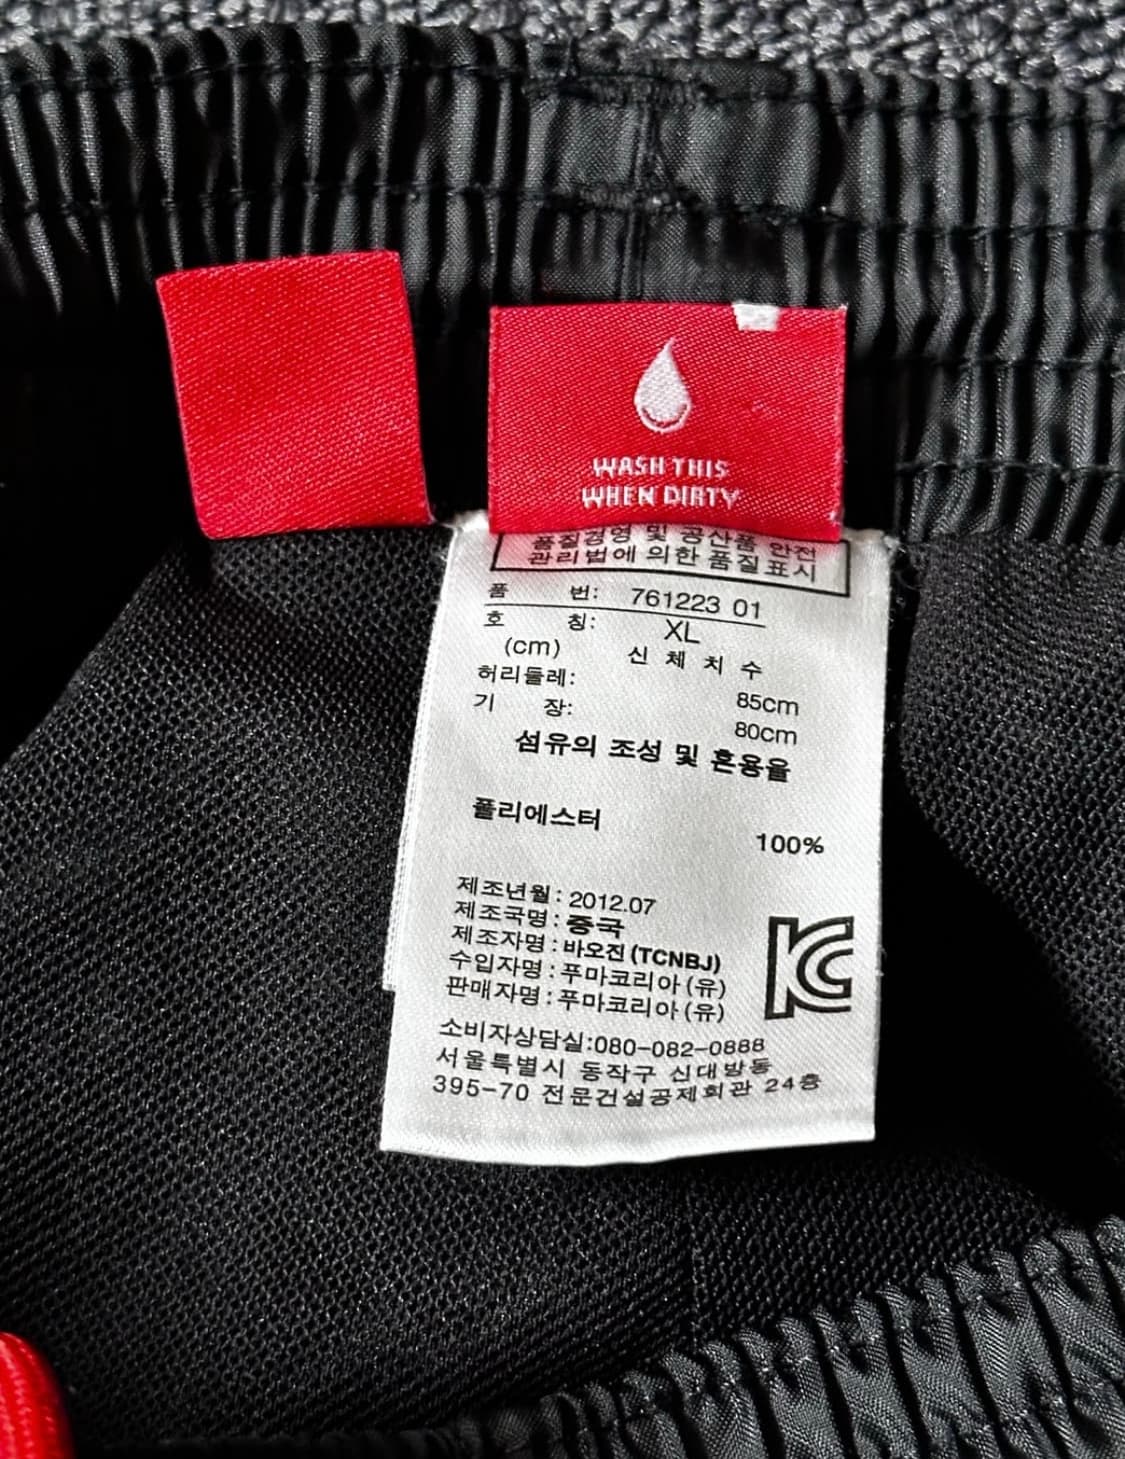 WASH THIS
WHEN DIRTY
품질경영 및 공산품 안전
관리법에 의한 품질표시
품 번: 761223 01
호 칭: XL
(cm) 신 체 치 수
허리둘레: 85cm
기 장: 80cm
섬유의 조성 및 혼용율
폴리에스터 100%
제조년월: 2012.07
제조국명: 중국
제조자명: 바오진(TCNBJ)
수입자명: 푸마코리아(유)
판매자명: 푸마코리아(유)
소비자상담실:080-082-0888
서울특별시 동작구 신대방동
395-70 전문건설공제회관 24층